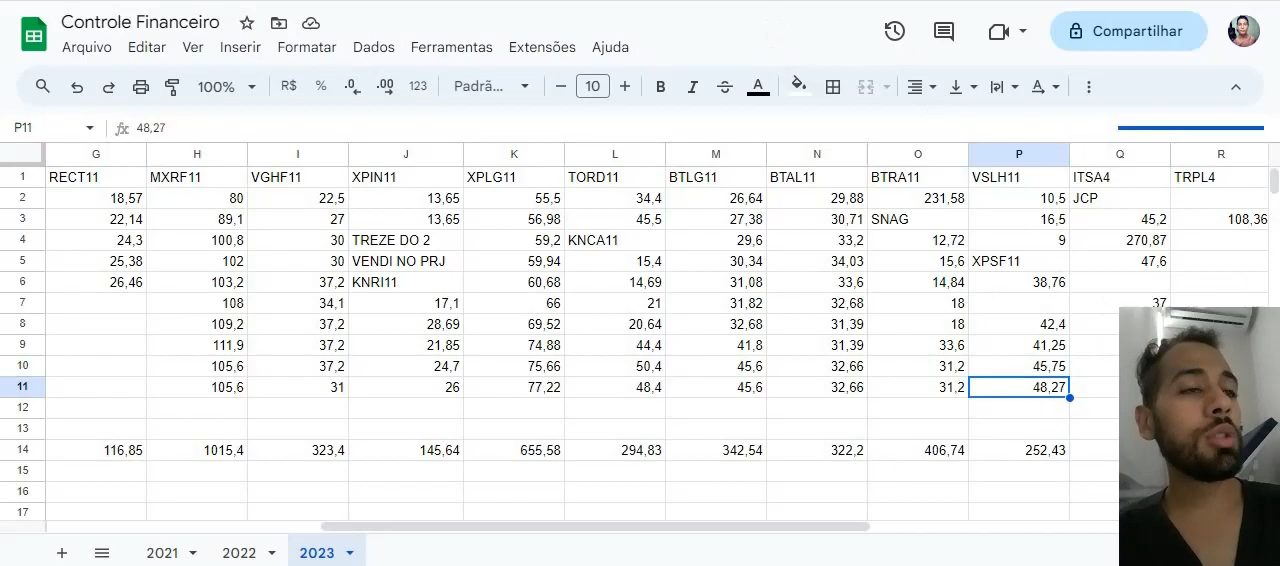 Controle Financeiro
Arquivo Editar Ver Inserir Formatar Dados Ferramentas Extensões Ajuda
Compartilhar
100% R$ % .0 .00 123 Padrã... 10 B I A
P11 fx 48,27
G H I J K L M N O P Q R
1 RECT11 MXRF11 VGHF11 XPIN11 XPLG11 TORD11 BTLG11 BTAL11 BTRA11 VSLH11 ITSA4 TRPL4
2 18,57 80 22,5 13,65 55,5 34,4 26,64 29,88 231,58 10,5 JCP
3 22,14 89,1 27 13,65 56,98 45,5 27,38 30,71 SNAG 16,5 45,2 108,36
4 24,3 100,8 30 TREZE DO 2 59,2 KNCA11 29,6 33,2 12,72 9 270,87
5 25,38 102 30 VENDI NO PRJ 59,94 15,4 30,34 34,03 15,6 XPSF11 47,6
6 26,46 103,2 37,2 KNRI11 60,68 14,69 31,08 33,6 14,84 38,76
7 108 34,1 17,1 66 21 31,82 32,68 18 37
8 109,2 37,2 28,69 69,52 20,64 32,68 31,39 18 42,4
9 111,9 37,2 21,85 74,88 44,4 41,8 31,39 33,6 41,25
10 105,6 37,2 24,7 75,66 50,4 45,6 32,66 31,2 45,75
11 105,6 31 26 77,22 48,4 45,6 32,66 31,2 48,27
12
13
14 116,85 1015,4 323,4 145,64 655,58 294,83 342,54 322,2 406,74 252,43
15
16
17
2021 2022 2023